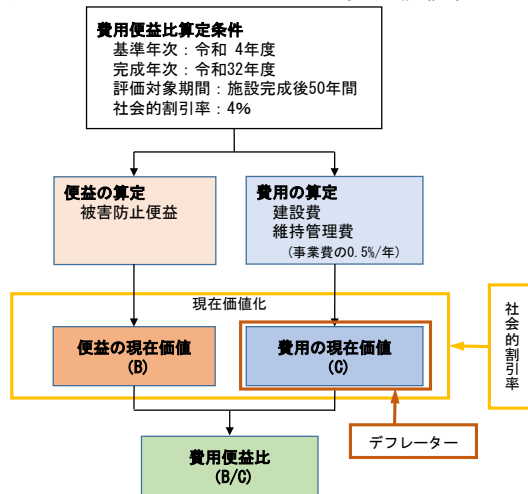 費用便益比算定条件
基準年次：令和 4年度
完成年次：令和32年度
評価対象期間：施設完成後50年間
社会的割引率：4%
便益の算定
被害防止便益
費用の算定
建設費
維持管理費
(事業費の0.5%/年)
現在価値化
社会的割引率
便益の現在価値
(B)
費用の現在価値
(C)
デフレーター
費用便益比
(B/C)